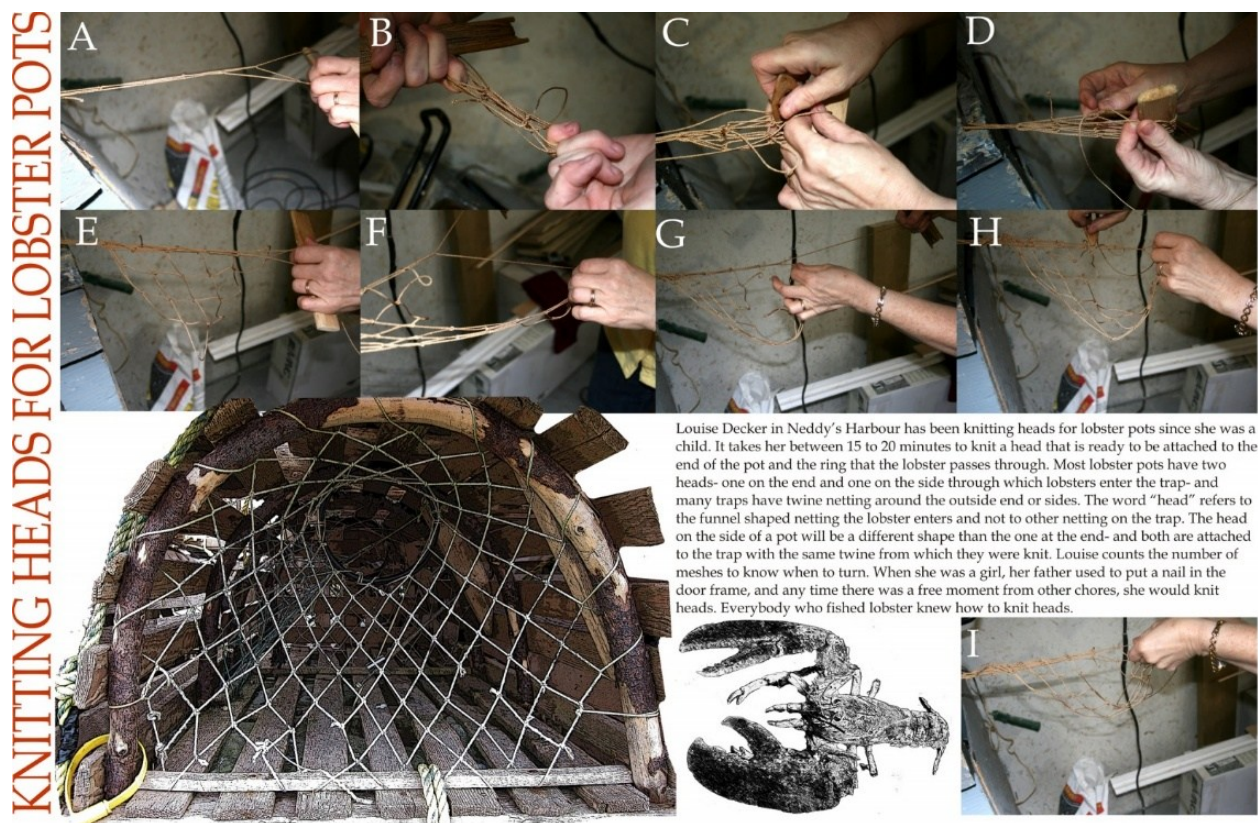 KNITTING HEADS FOR LOBSTER POTS
A
B
C
D
E
F
G
H
Louise Decker in Neddy's Harbour has been knitting heads for lobster pots since she was a
child. It takes her between 15 to 20 minutes to knit a head that is ready to be attached to the
end of the pot and the ring that the lobster passes through. Most lobster pots have two
heads- one on the end and one on the side through which lobsters enter the trap- and
many traps have twine netting around the outside end or sides. The word “head” refers to
the funnel shaped netting the lobster enters and not to other netting on the trap. The head
on the side of a pot will be a different shape than the one at the end- and both are attached
to the trap with the same twine from which they were knit. Louise counts the number of
meshes to know when to turn. When she was a girl, her father used to put a nail in the
door frame, and any time there was a free moment from other chores, she would knit
heads. Everybody who fished lobster knew how to knit heads.
I